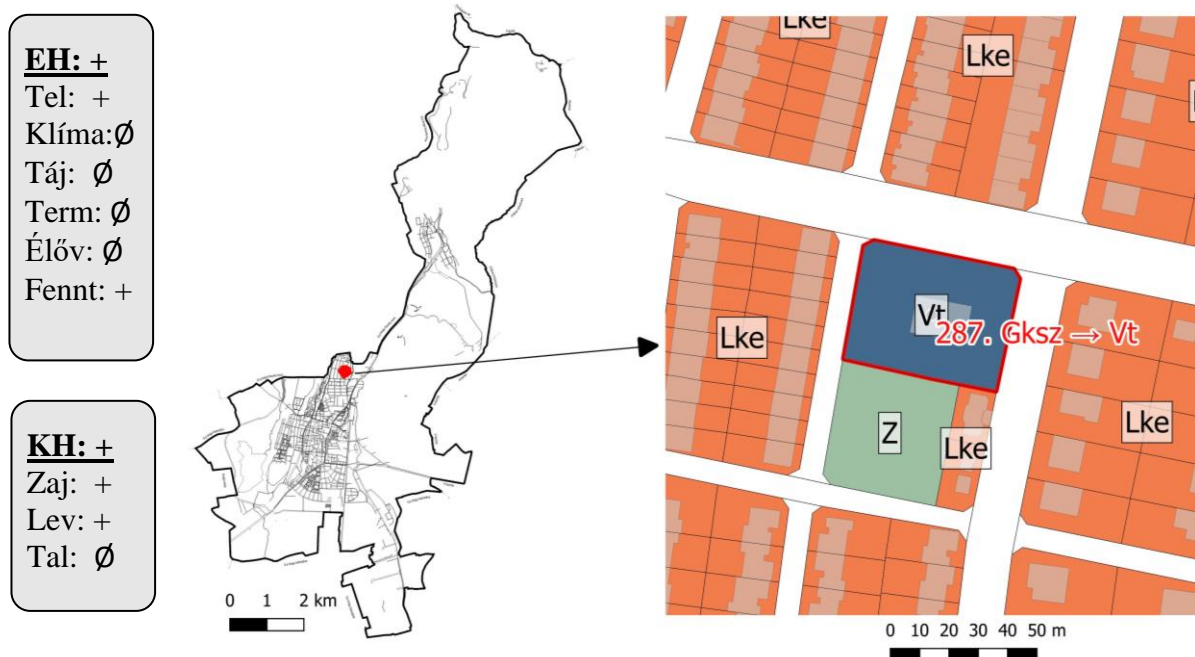 EH: +
Tel: +
Klíma:Ø
Táj: Ø
Term: Ø
Élőv: Ø
Fennt: +
KH: +
Zaj: +
Lev: +
Tal: Ø
0 1 2 km
Lke
Lke
Lke
Vt
287. Gksz → Vt
Z
Lke
Lke
0 10 20 30 40 50 m